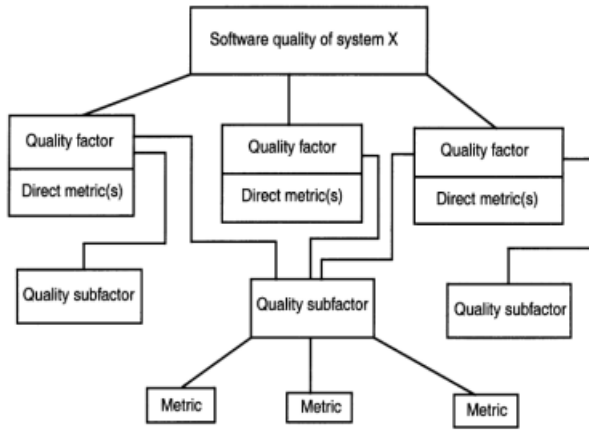 Software quality of system X
Quality factor
Direct metric(s)
Quality factor
Direct metric(s)
Quality factor
Direct metric(s)
Quality subfactor
Quality subfactor
Quality subfactor
Metric
Metric
Metric